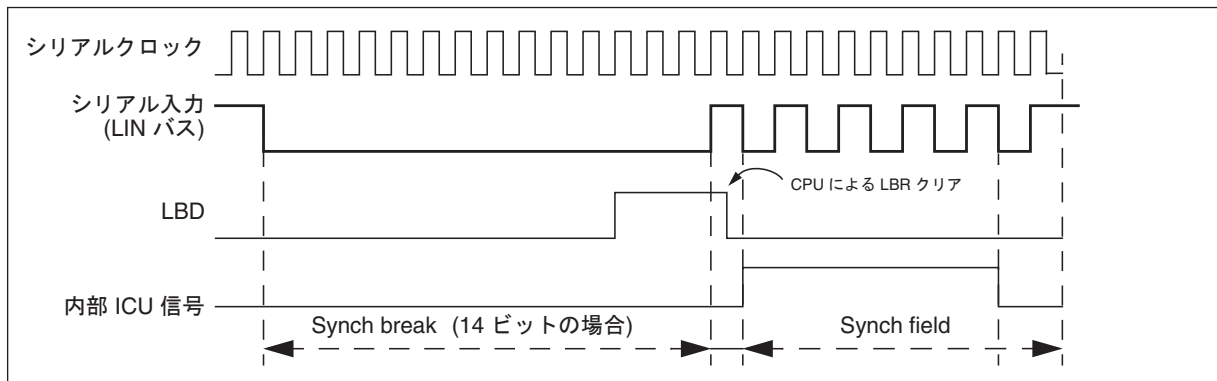 シリアルクロック
シリアル入力
(LIN バス)
CPU による LBR クリア
LBD
内部 ICU 信号
Synch break (14 ビットの場合)
Synch field